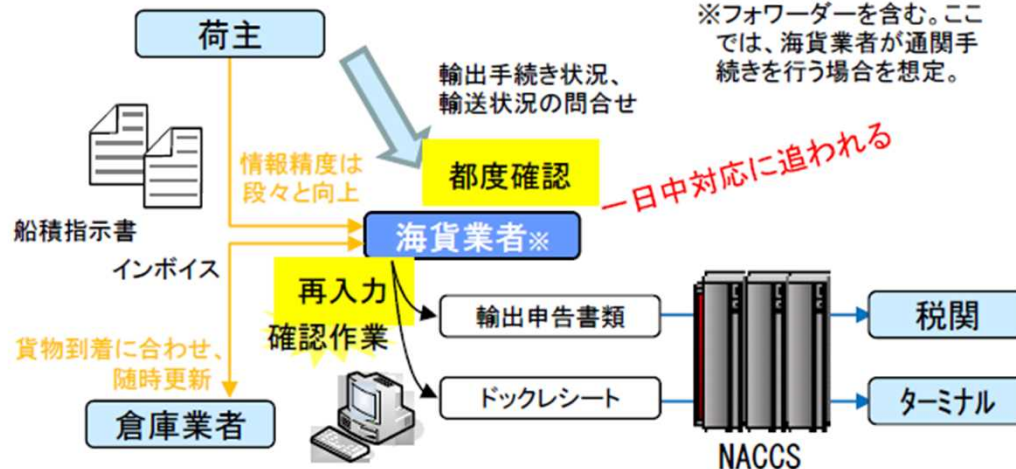 荷主
※フォワーダーを含む。ここ
では、海貨業者が通関手
続きを行う場合を想定。
輸出手続き状況、
輸送状況の問合せ
情報精度は
段々と向上
都度確認
一日中対応に追われる
船積指示書
海貨業者※
インボイス
再入力
確認作業
輸出申告書類
税関
貨物到着に合わせ、
随時更新
倉庫業者
ドックレシート
ターミナル
NACCS